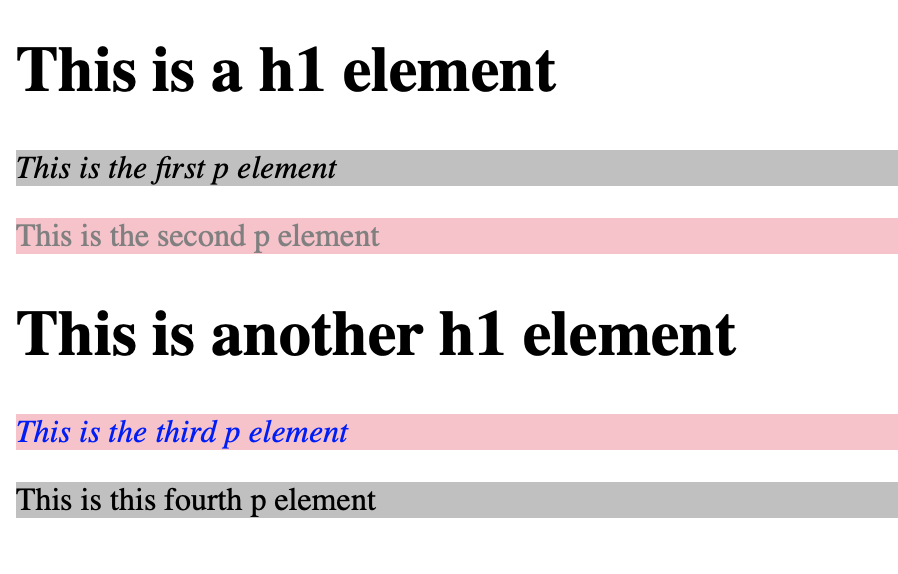 This is a h1 element
This is the first p element
This is the second p element
This is another h1 element
This is the third p element
This is this fourth p element